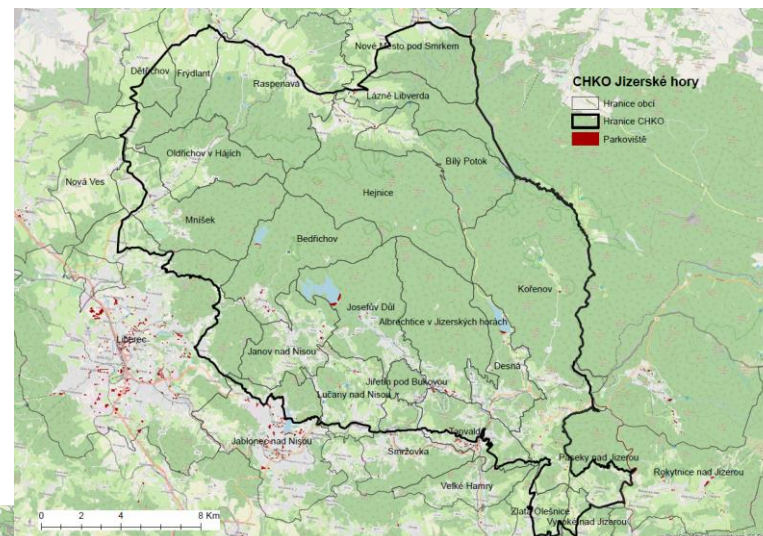 Nové Město pod Smrkem
Dětřichov
Frýdlant
Raspenava
Lázně Libverda
CHKO Jizerské hory
Hranice obcí
Hranice CHKO
Parkoviště
Oldřichov v Hájích
Bílý Potok
Nová Ves
Hejnice
Mníšek
Bedřichov
Kořenov
Josefův Důl
Albrechtice v Jizerských horách
Liberec
Janov nad Nisou
Desná
Jiřetín pod Bukovou
Lučany nad Nisou
Tanvald
Jablonec nad Nisou
Smržovka
Paseky nad Jizerou
Rokytnice nad Jizerou
Velké Hamry
Zlatá Olešnice
Vysoké nad Jizerou
0 2 4 8 Km